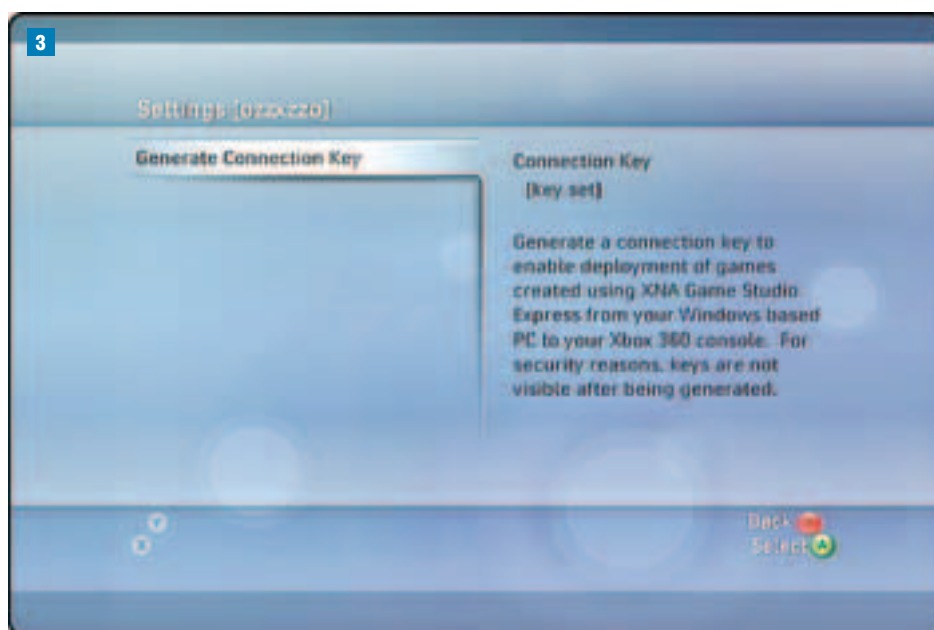 3
Settings [ozzxzzo]
Generate Connection Key
Connection Key
[key set]
Generate a connection key to
enable deployment of games
created using XNA Game Studio
Express from your Windows based
PC to your Xbox 360 console. For
security reasons, keys are not
visible after being generated.
Y
X
Back
Select A